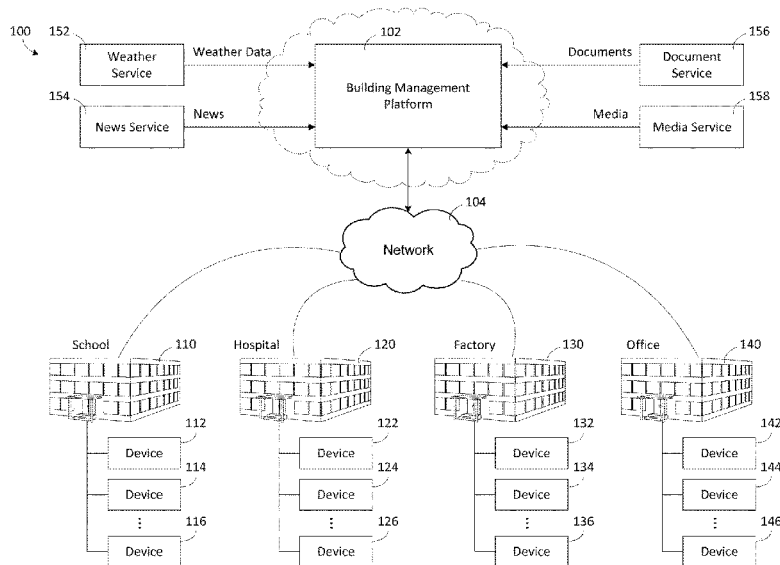 100
152
Weather Service
Weather Data
102
Building Management Platform
Documents
156
Document Service
154
News Service
News
Media
158
Media Service
104
Network
School
110
Hospital
120
Factory
130
Office
140
112
Device
122
Device
132
Device
142
Device
114
Device
124
Device
134
Device
144
Device
116
Device
126
Device
136
Device
146
Device